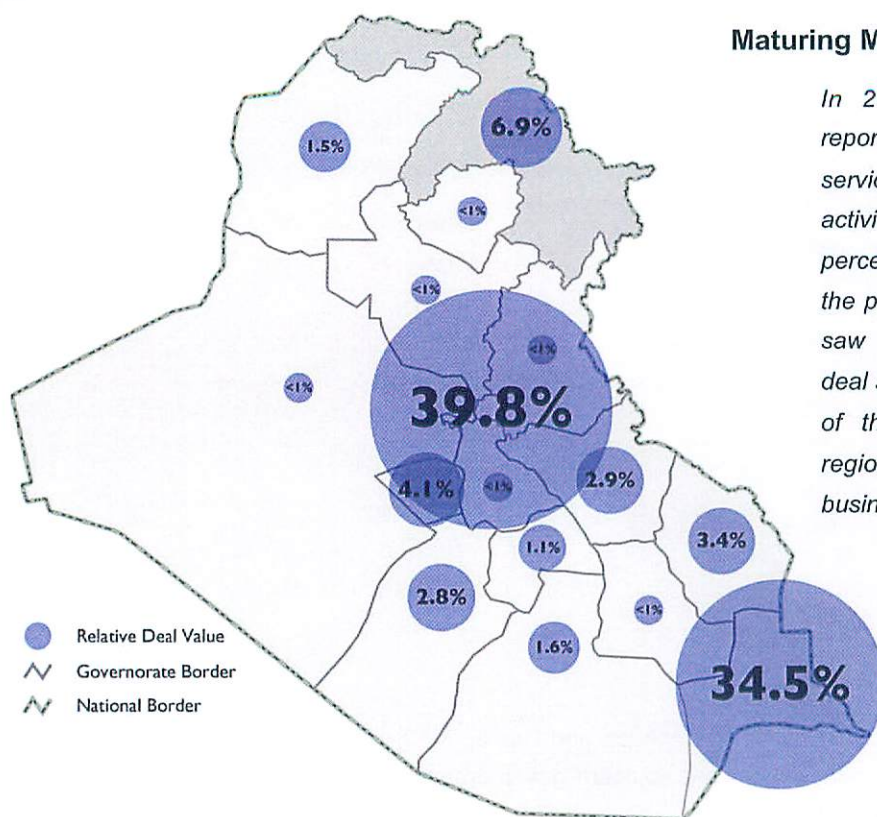 Maturing M
In 2
repor
servic
activi
perce
the p
saw
deal
of th
regio
busin
6.9%
1.5%
<1%
<1%
<1%
<1%
39.8%
4.1%
<1%
2.9%
1.1%
3.4%
2.8%
<1%
1.6%
34.5%
Relative Deal Value
Governorate Border
National Border